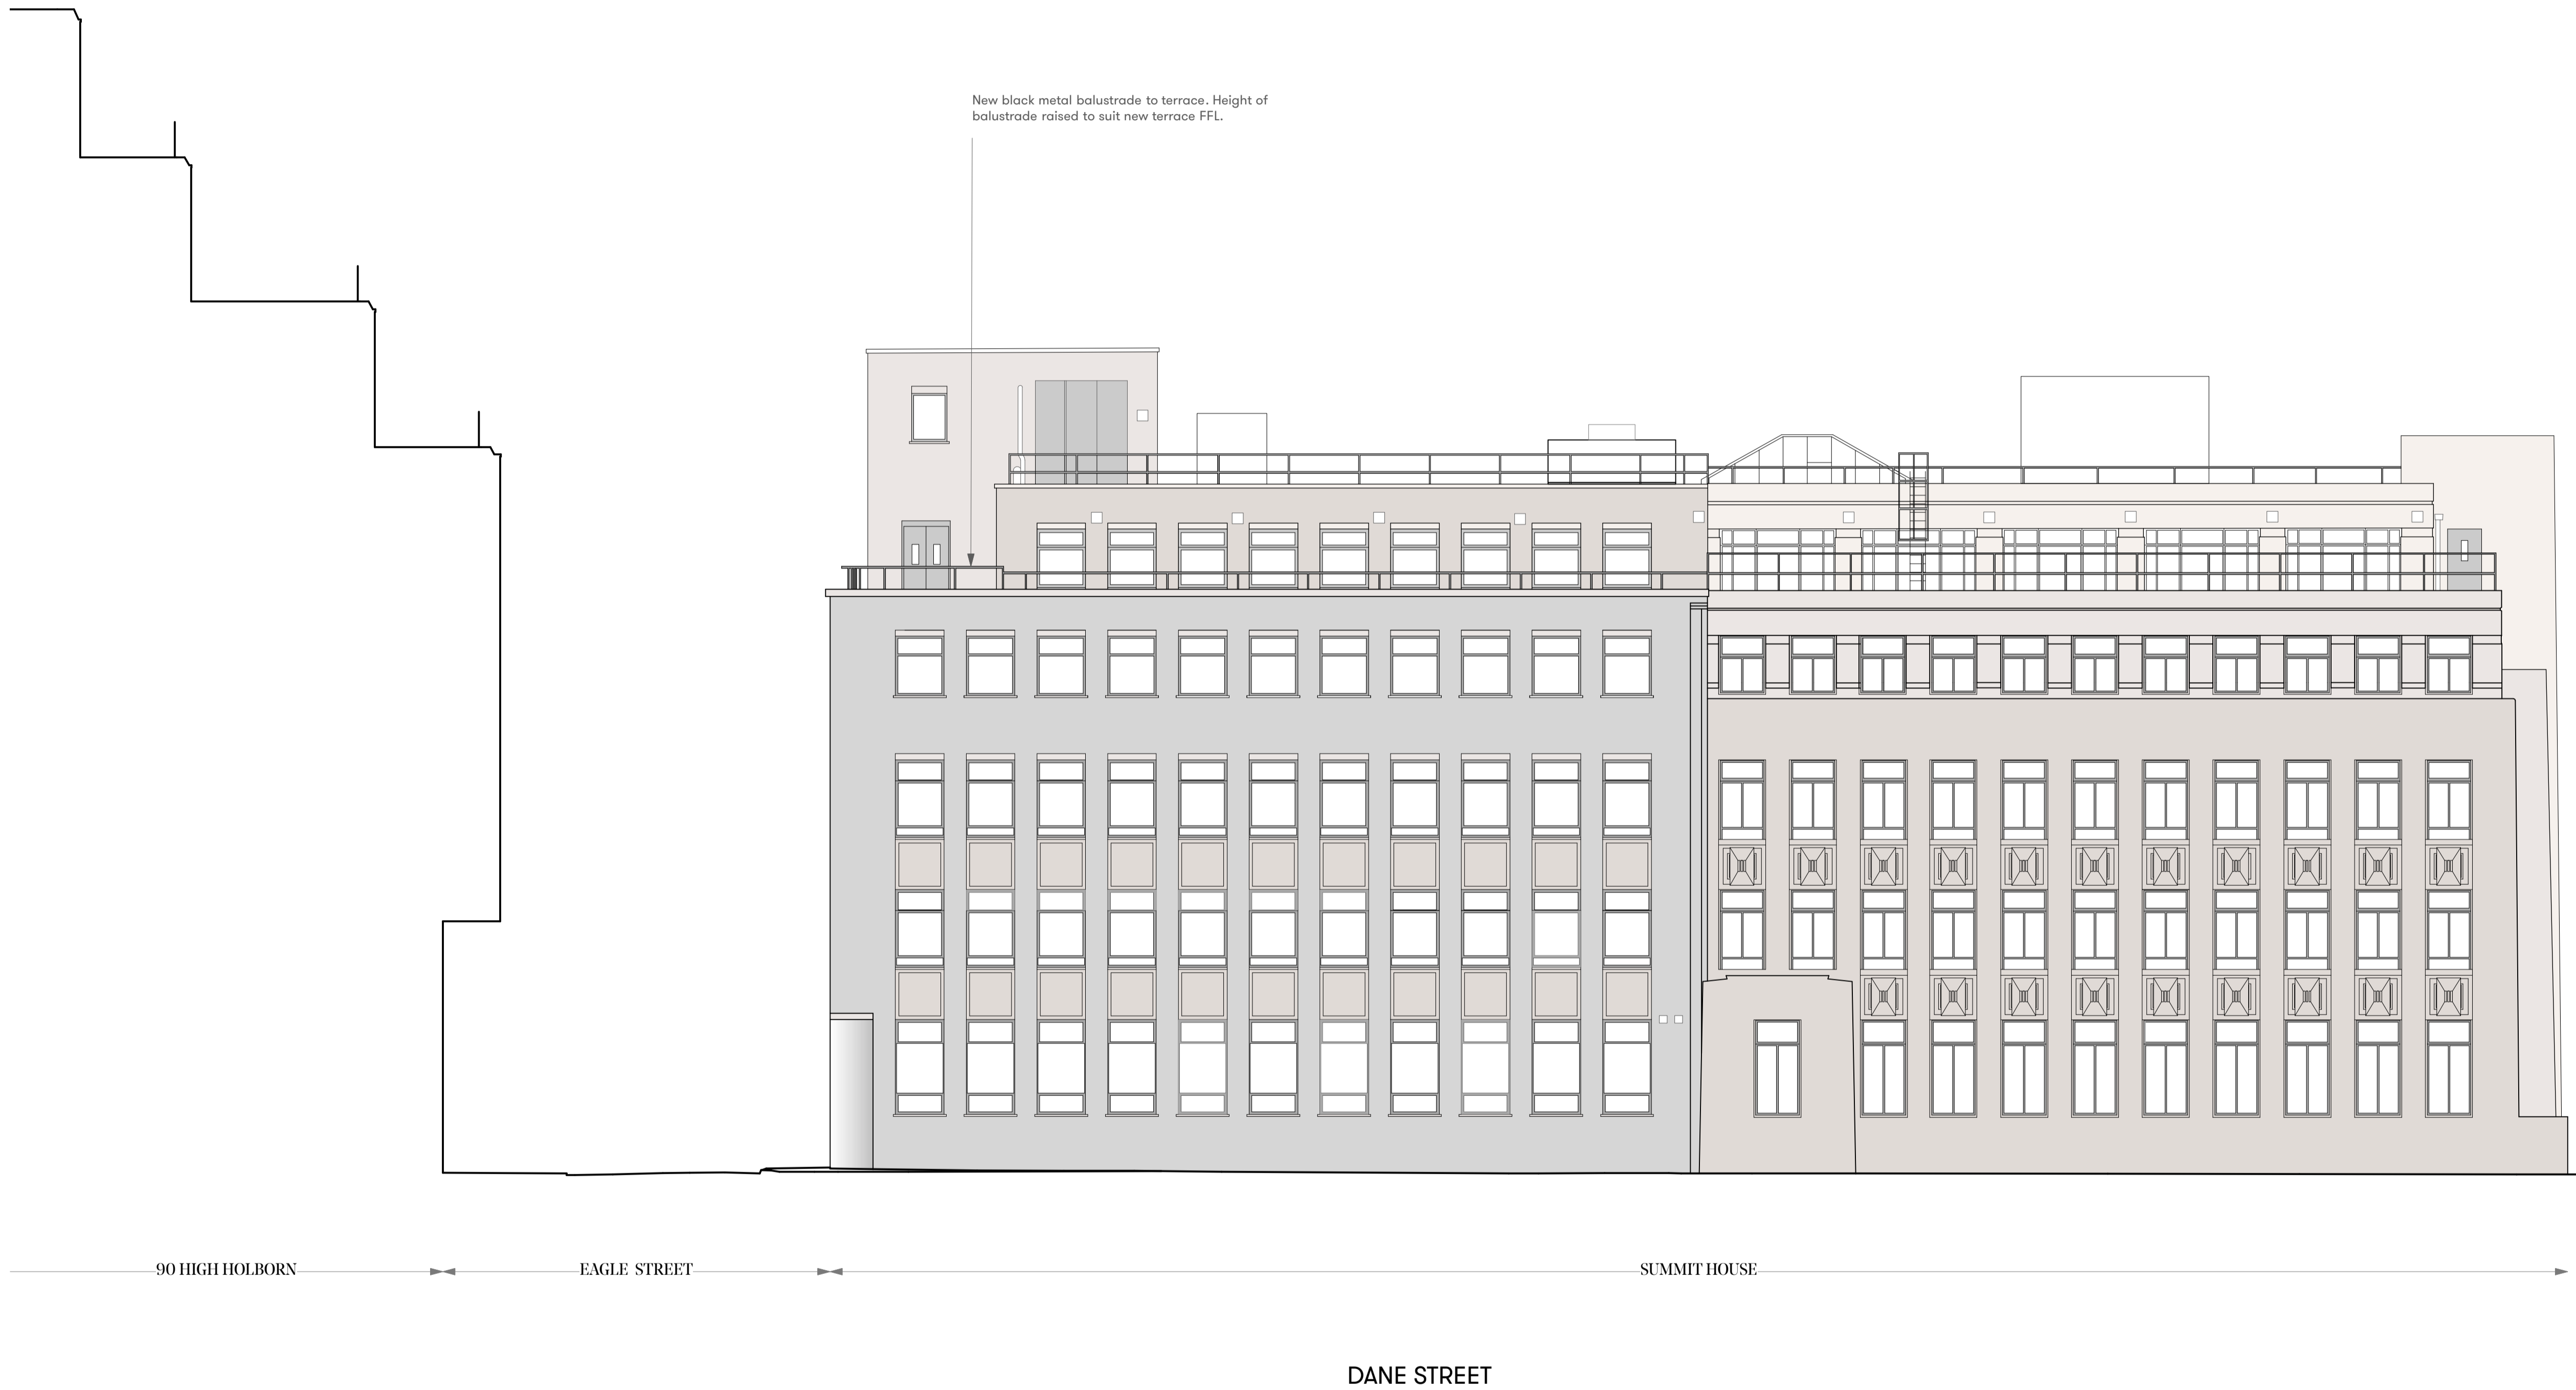 New black metal balustrade to terrace. Height of
balustrade raised to suit new terrace FFL.
90 HIGH HOLBORN
EAGLE STREET
SUMMIT HOUSE
DANE STREET